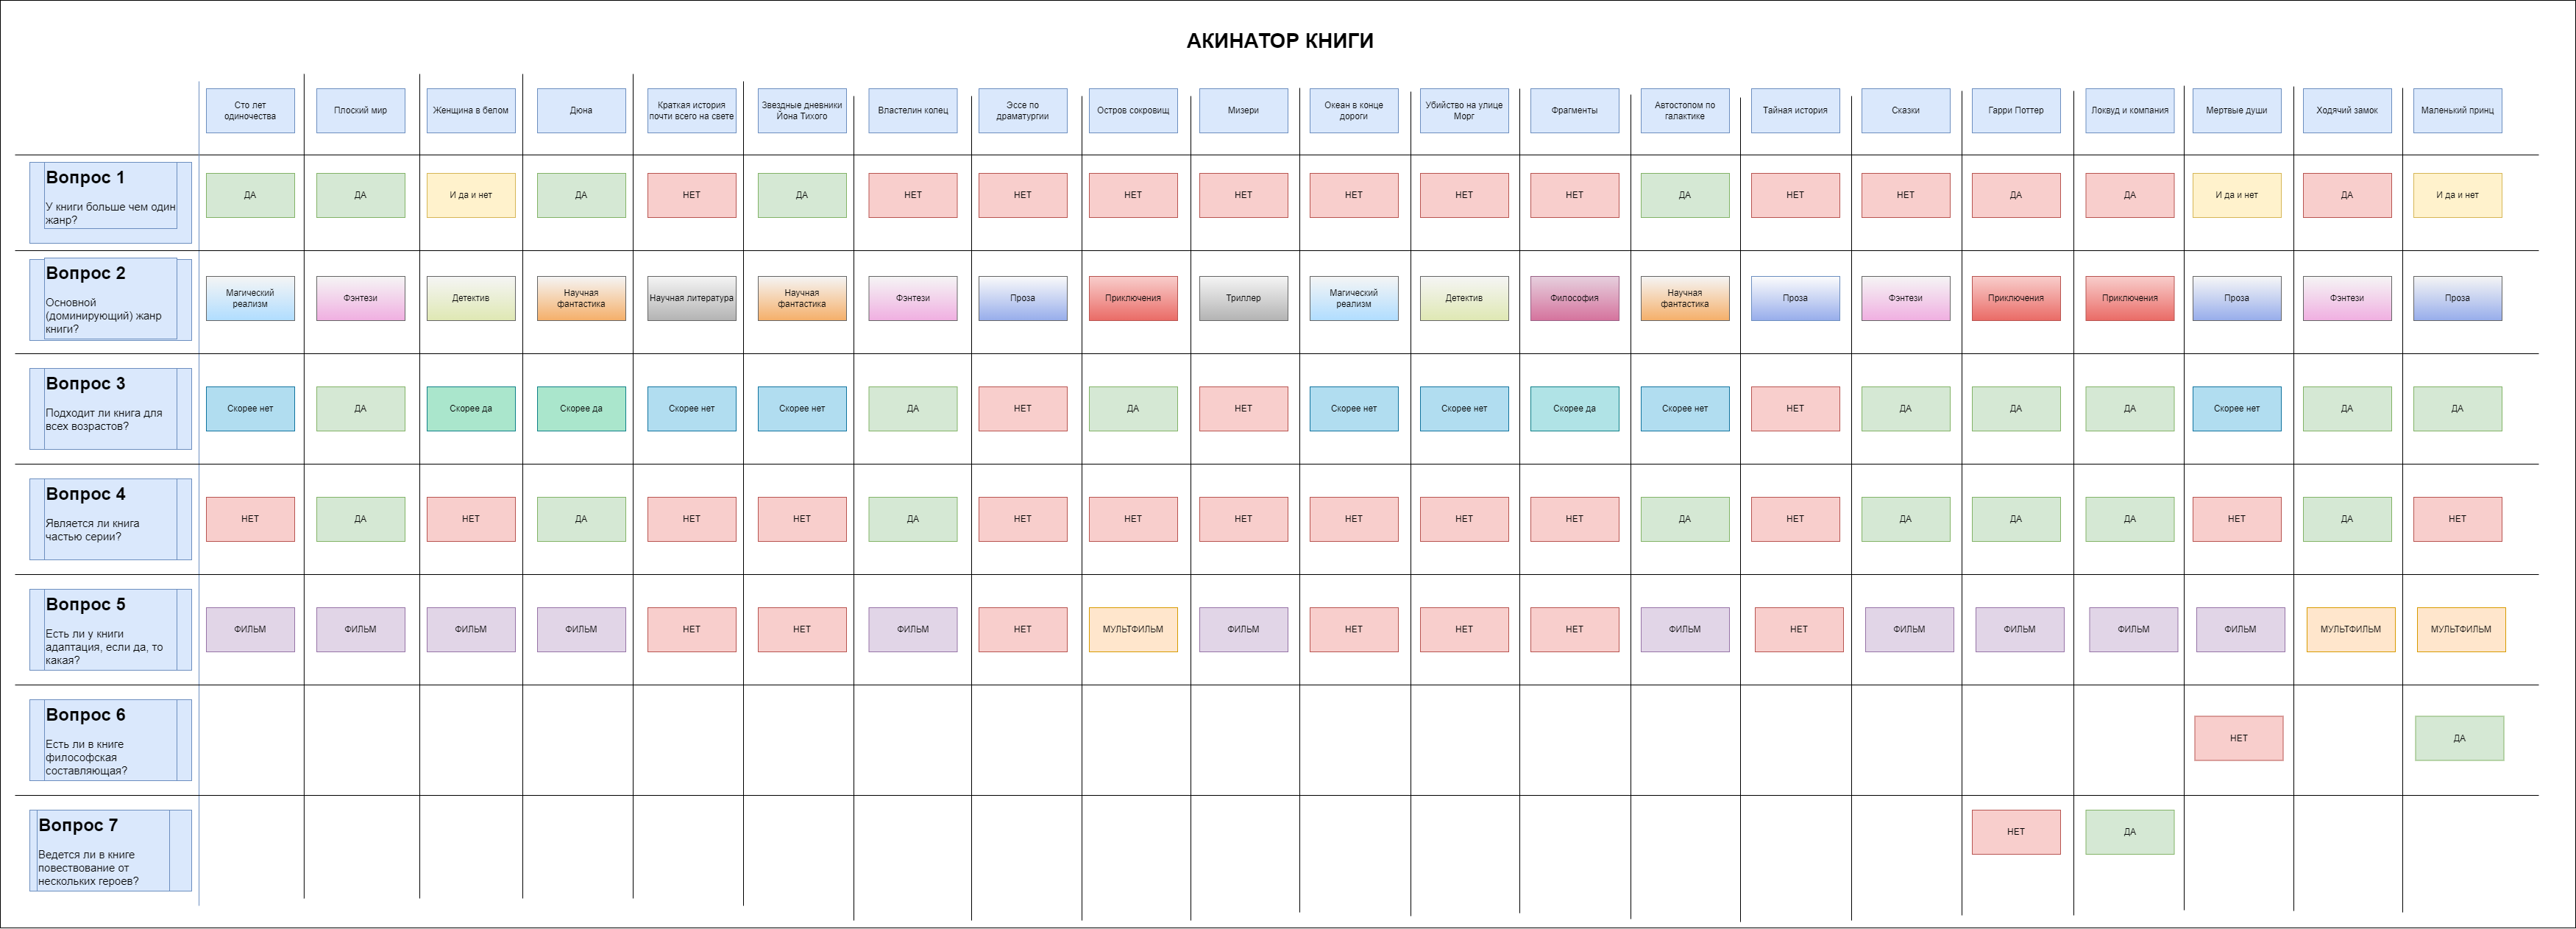 АКИНАТОР КНИГИ
Сто лет
одиночества
Плоский мир
Женщина в белом
Дюна
Краткая история
почти всего на свете
Звездные дневники
Йона Тихого
Властелин колец
Эссе по
драматургии
Остров сокровищ
Мизери
Океан в конце
дороги
Убийство на улице
Морг
Фрагменты
Автостопом по
галактике
Тайная история
Сказки
Гарри Поттер
Локвуд и компания
Мертвые души
Ходячий замок
Маленький принц
Вопрос 1
У книги больше чем один
жанр?
ДА
ДА
И да и нет
ДА
НЕТ
ДА
НЕТ
НЕТ
НЕТ
НЕТ
НЕТ
НЕТ
НЕТ
ДА
НЕТ
НЕТ
ДА
ДА
И да и нет
ДА
И да и нет
Вопрос 2
Основной
(доминирующий) жанр
книги?
Магический
реализм
Фэнтези
Детектив
Научная
фантастика
Научная литература
Научная
фантастика
Фэнтези
Проза
Приключения
Триллер
Магический
реализм
Детектив
Философия
Научная
фантастика
Проза
Фэнтези
Приключения
Приключения
Проза
Фэнтези
Проза
Вопрос 3
Подходит ли книга для
всех возрастов?
Скорее нет
ДА
Скорее да
Скорее да
Скорее нет
Скорее нет
ДА
НЕТ
ДА
НЕТ
Скорее нет
Скорее нет
Скорее да
Скорее нет
НЕТ
ДА
ДА
ДА
Скорее нет
ДА
ДА
Вопрос 4
Является ли книга
частью серии?
НЕТ
ДА
НЕТ
ДА
НЕТ
НЕТ
ДА
НЕТ
НЕТ
НЕТ
НЕТ
НЕТ
НЕТ
ДА
НЕТ
ДА
ДА
ДА
НЕТ
ДА
НЕТ
Вопрос 5
Есть ли у книги
адаптация, если да, то
какая?
ФИЛЬМ
ФИЛЬМ
ФИЛЬМ
ФИЛЬМ
НЕТ
НЕТ
ФИЛЬМ
НЕТ
МУЛЬТФИЛЬМ
ФИЛЬМ
НЕТ
НЕТ
НЕТ
ФИЛЬМ
НЕТ
ФИЛЬМ
ФИЛЬМ
ФИЛЬМ
ФИЛЬМ
МУЛЬТФИЛЬМ
МУЛЬТФИЛЬМ
Вопрос 6
Есть ли в книге
философская
составляющая?
НЕТ
ДА
Вопрос 7
Ведется ли в книге
повествование от
нескольких героев?
НЕТ
ДА